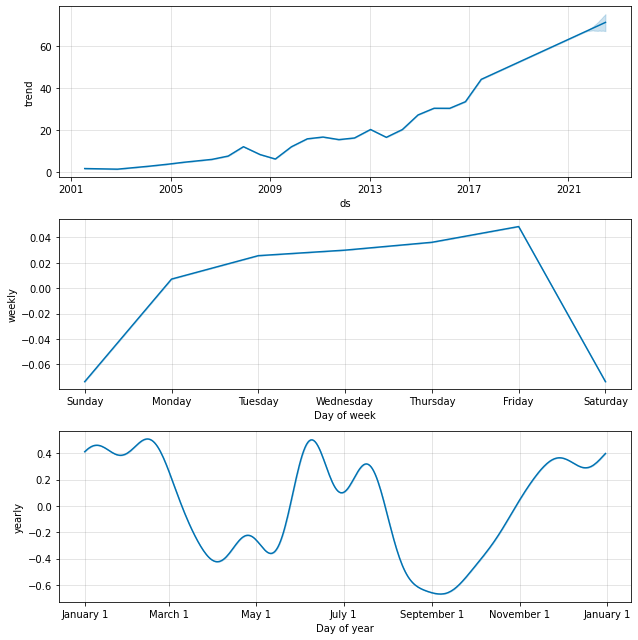 trend
60
40
20
0
2001 2005 2009 2013 2017 2021
ds
weekly
0.04
0.02
0.00
−0.02
−0.04
−0.06
Sunday Monday Tuesday Wednesday Thursday Friday Saturday
Day of week
yearly
0.4
0.2
0.0
−0.2
−0.4
−0.6
January 1 March 1 May 1 July 1 September 1 November 1 January 1
Day of year